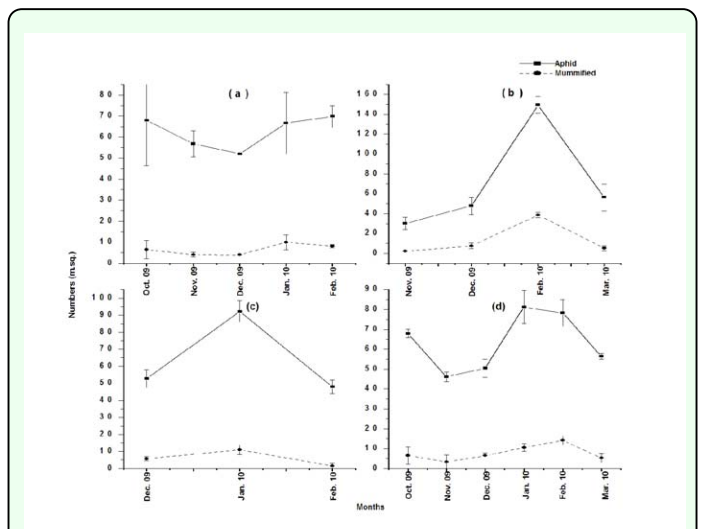 Aphid
Mummified
( a )
80
70
60
50
40
30
20
10
0
Oct. 09
Nov. 09
Dec. 09
Jan. 10
Feb. 10
( b )
160
140
120
100
80
60
40
20
0
Nov. 09
Dec. 09
Feb. 10
Mar. 10
Numbers (m.sq.)
(c)
100
90
80
70
60
50
40
30
20
10
0
Dec. 09
Jan. 10
Feb. 10
(d)
90
80
70
60
50
40
30
20
10
0
Oct. 09
Nov. 09
Dec. 09
Jan. 10
Feb. 10
Mar. 10
Months